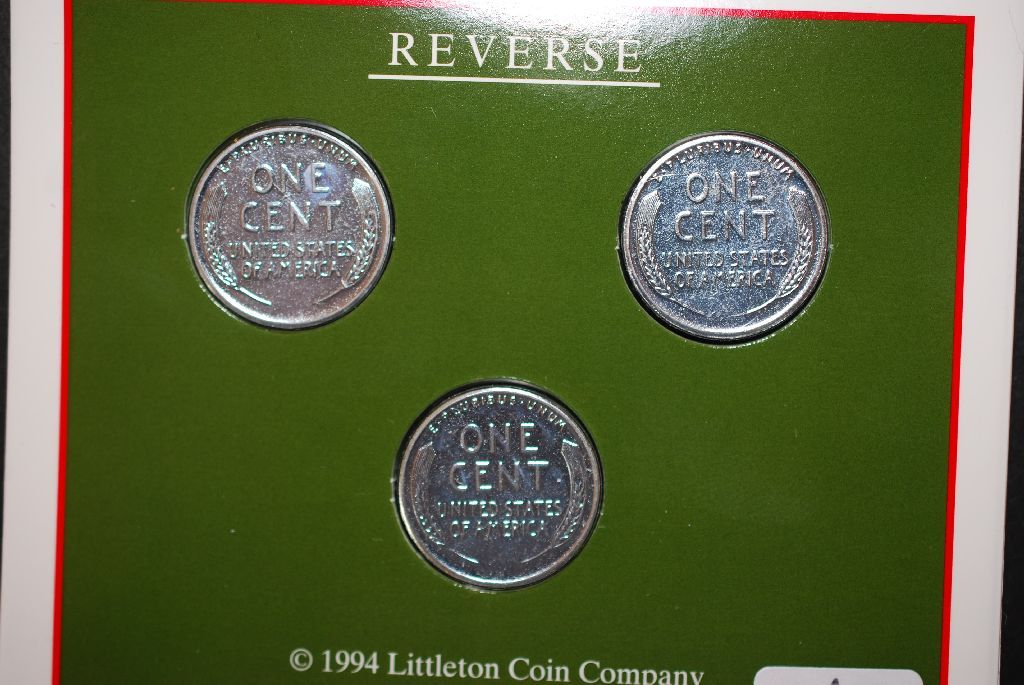 REVERSE
E·PLURIBUS·UNUM
ONE
CENT
UNITED STATES
OF AMERICA
E·PLURIBUS·UNUM
ONE
CENT
UNITED STATES
OF AMERICA
E·PLURIBUS·UNUM
ONE
CENT
UNITED STATES
OF AMERICA
© 1994 Littleton Coin Company